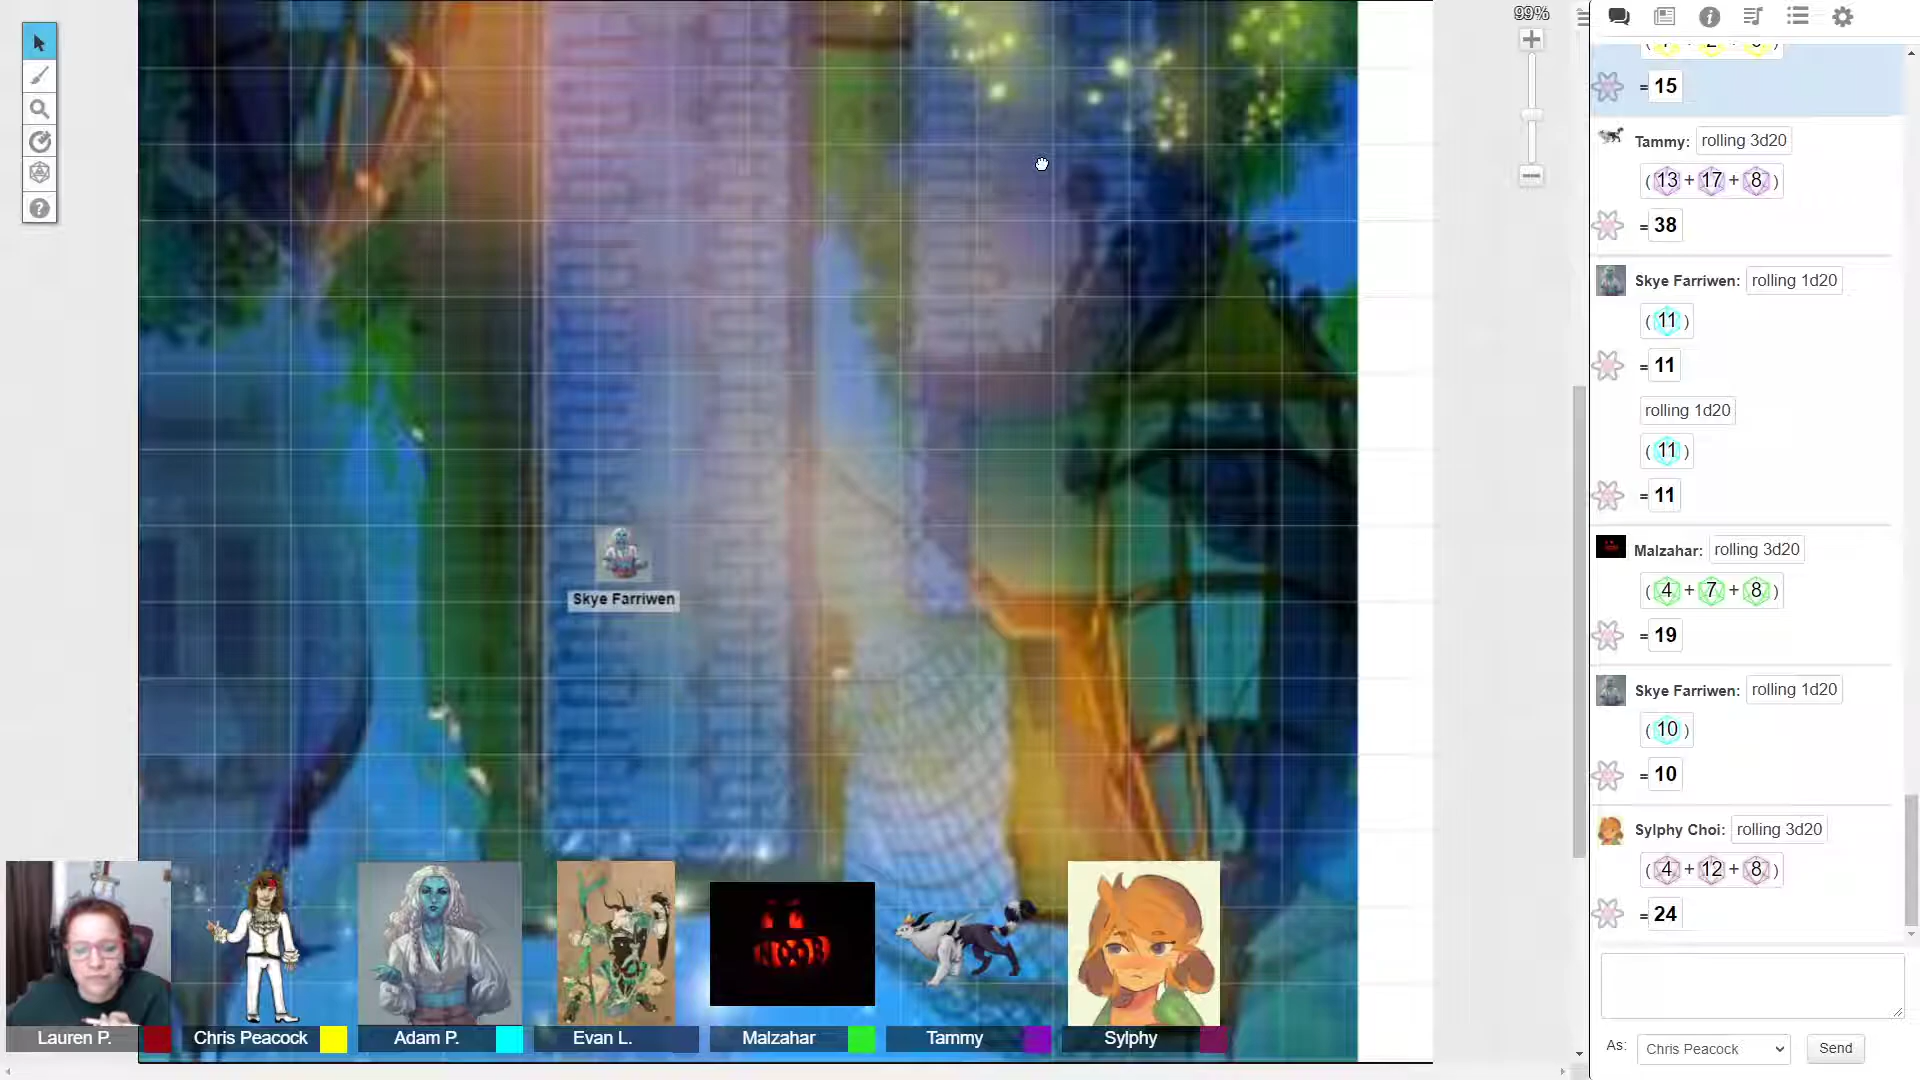 99%
= 15
Tammy: rolling 3d20
(13 + 17 + 8)
= 38
Skye Farriwen: rolling 1d20
(11)
= 11
rolling 1d20
(11)
= 11
Malzahar: rolling 3d20
(4 + 7 + 8)
= 19
Skye Farriwen: rolling 1d20
(10)
= 10
Sylphy Choi: rolling 3d20
(4 + 12 + 8)
= 24
Skye Farriwen
NOOB
Lauren P.
Chris Peacock
Adam P.
Evan L.
Malzahar
Tammy
Sylphy
As: Chris Peacock
Send